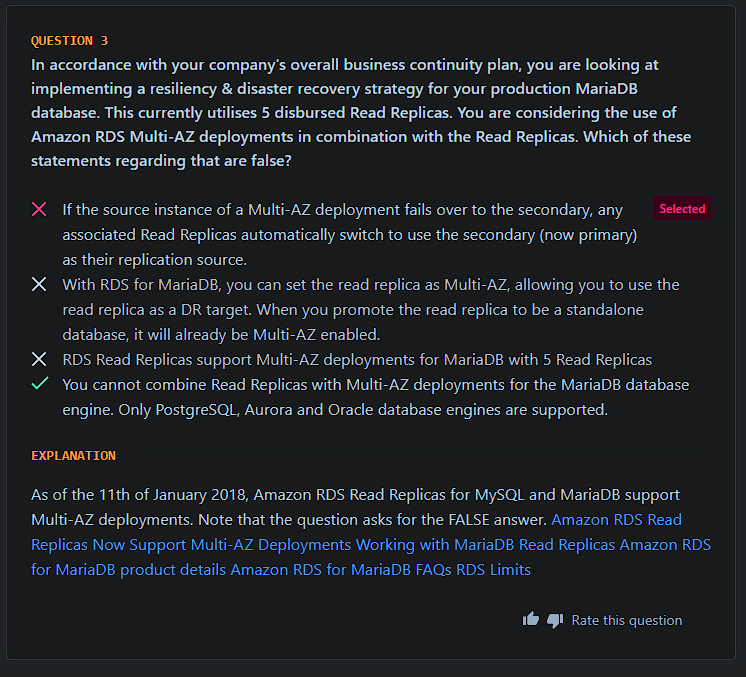 QUESTION 3
In accordance with your company's overall business continuity plan, you are looking at
implementing a resiliency & disaster recovery strategy for your production MariaDB
database. This currently utilises 5 disbursed Read Replicas. You are considering the use of
Amazon RDS Multi-AZ deployments in combination with the Read Replicas. Which of these
statements regarding that are false?
If the source instance of a Multi-AZ deployment fails over to the secondary, any
Selected
associated Read Replicas automatically switch to use the secondary (now primary)
as their replication source.
With RDS for MariaDB, you can set the read replica as Multi-AZ, allowing you to use the
read replica as a DR target. When you promote the read replica to be a standalone
database, it will already be Multi-AZ enabled.
RDS Read Replicas support Multi-AZ deployments for MariaDB with 5 Read Replicas
You cannot combine Read Replicas with Multi-AZ deployments for the MariaDB database
engine. Only PostgreSQL, Aurora and Oracle database engines are supported.
EXPLANATION
As of the 11th of January 2018, Amazon RDS Read Replicas for MySQL and MariaDB support
Multi-AZ deployments. Note that the question asks for the FALSE answer. Amazon RDS Read
Replicas Now Support Multi-AZ Deployments Working with MariaDB Read Replicas Amazon RDS
for MariaDB product details Amazon RDS for MariaDB FAQs RDS Limits
Rate this question